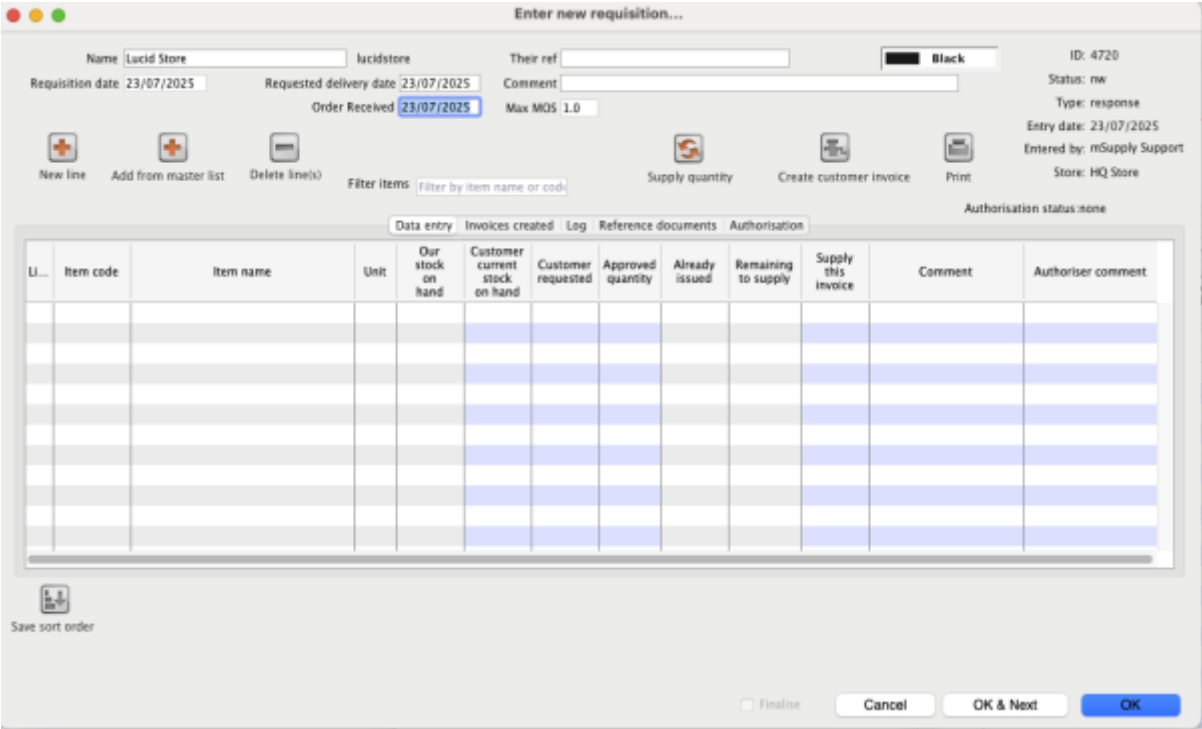 Enter new requisition...
Name Lucid Store lucidstore Their ref Black ID: 4720
Requisition date 23/07/2025 Requested delivery date 23/07/2025 Comment Status: nw
Order Received 23/07/2025 Max MOS 1.0 Type: response
Entry date: 23/07/2025
Entered by: mSupply Support
Store: HQ Store
New line Add from master list Delete line(s) Filter items Filter by item name or code Supply quantity Create customer invoice Print
Authorisation status:none
Data entry Invoices created Log Reference documents Authorisation
Li... Item code Item name Unit Our stock on hand Customer current stock on hand Customer requested Approved quantity Already issued Remaining to supply Supply this invoice Comment Authoriser comment
Save sort order
Finalise Cancel OK & Next OK